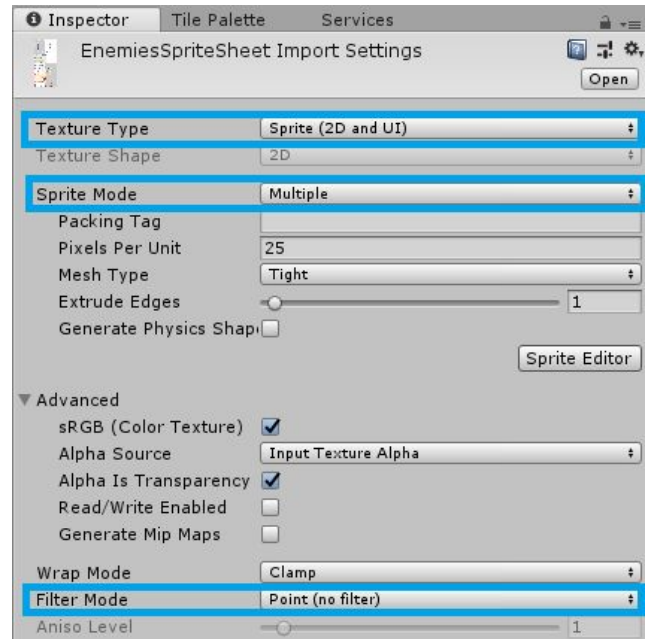 Inspector Tile Palette Services
EnemiesSpriteSheet Import Settings
Open
Texture Type Sprite (2D and UI)
Texture Shape 2D
Sprite Mode Multiple
Packing Tag
Pixels Per Unit 25
Mesh Type Tight
Extrude Edges 1
Generate Physics Shap
Sprite Editor
Advanced
sRGB (Color Texture)
Alpha Source Input Texture Alpha
Alpha Is Transparency
Read/Write Enabled
Generate Mip Maps
Wrap Mode Clamp
Filter Mode Point (no filter)
Aniso Level 1